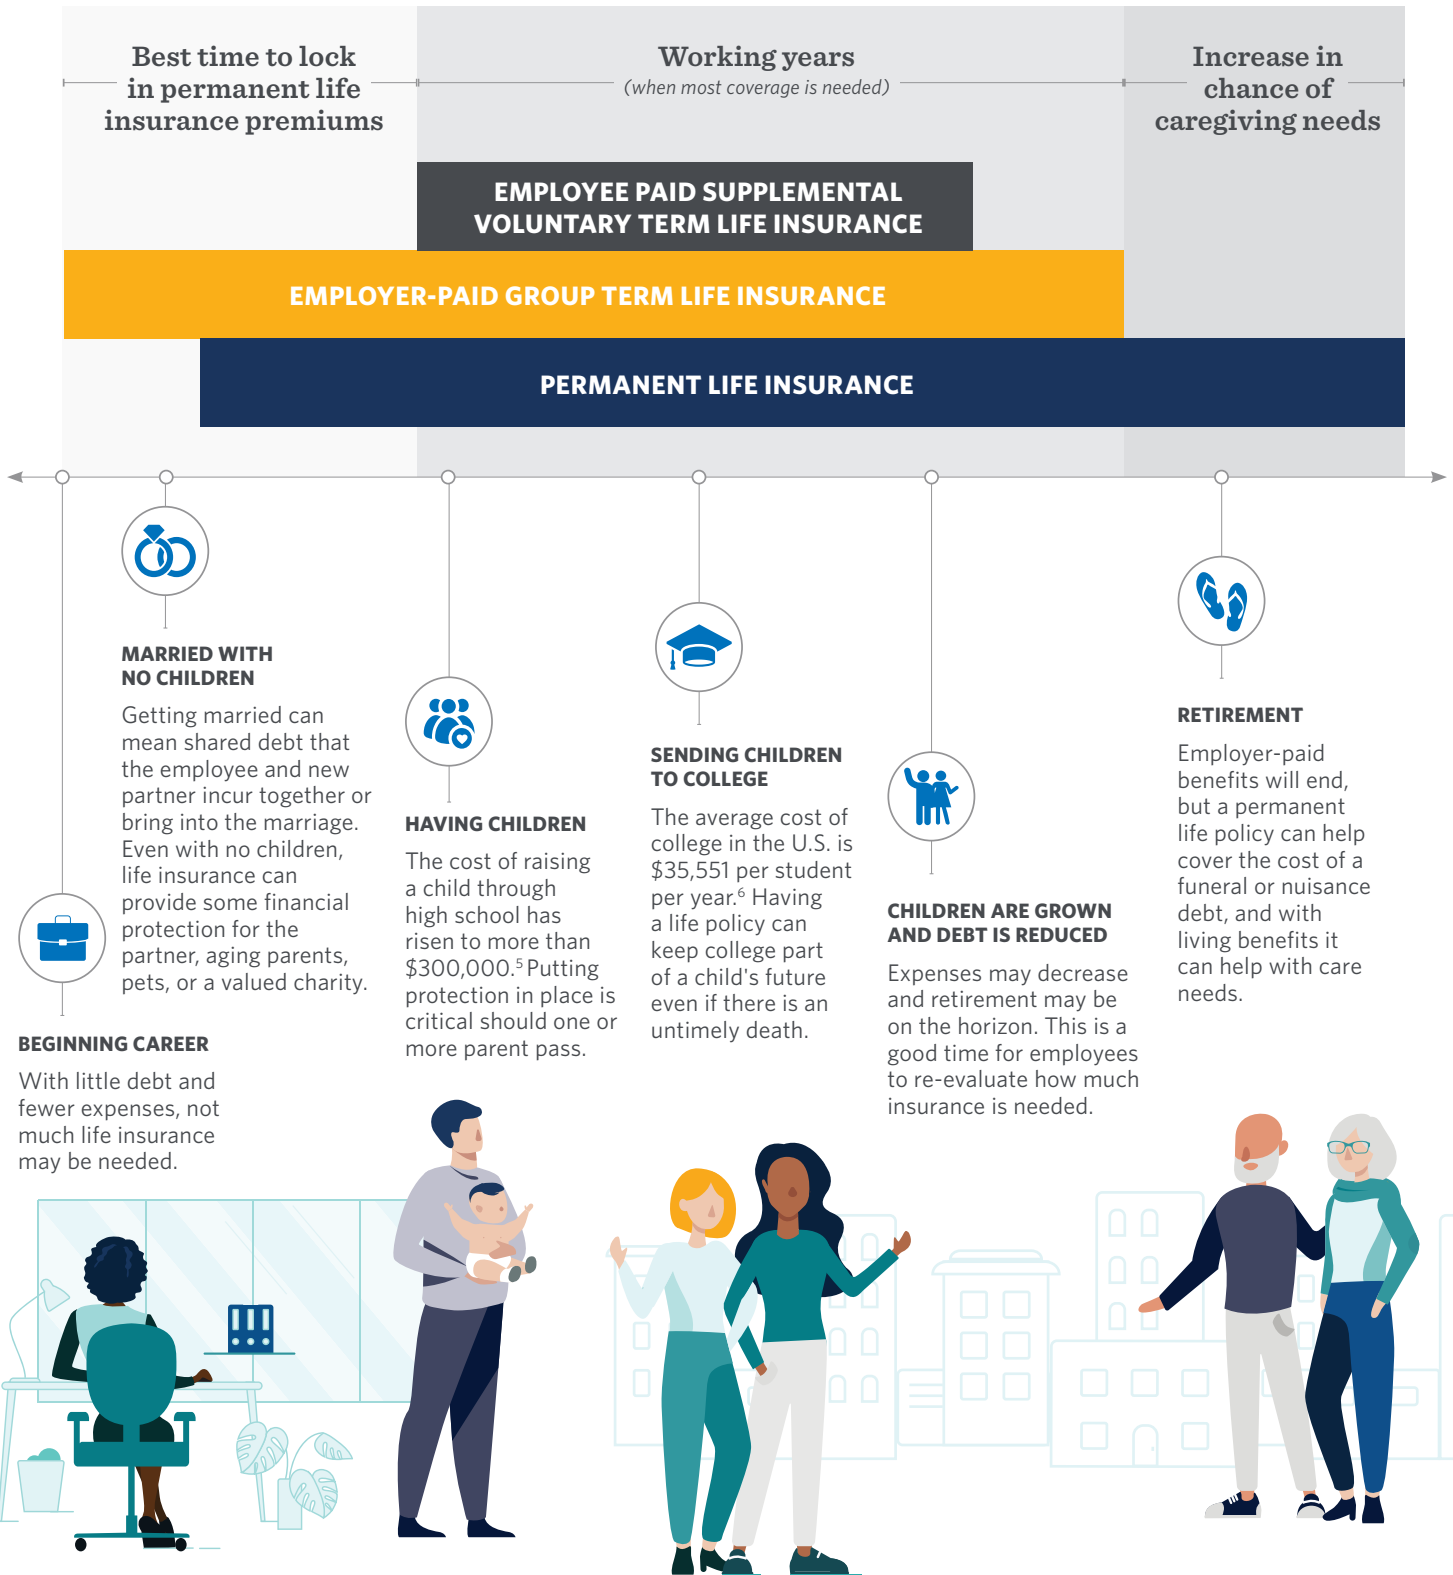 Best time to lock
in permanent life
insurance premiums
Working years
(when most coverage is needed)
Increase in
chance of
caregiving needs
EMPLOYEE PAID SUPPLEMENTAL
VOLUNTARY TERM LIFE INSURANCE
EMPLOYER-PAID GROUP TERM LIFE INSURANCE
PERMANENT LIFE INSURANCE
BEGINNING CAREER
With little debt and
fewer expenses, not
much life insurance
may be needed.
MARRIED WITH
NO CHILDREN
Getting married can
mean shared debt that
the employee and new
partner incur together or
bring into the marriage.
Even with no children,
life insurance can
provide some financial
protection for the
partner, aging parents,
pets, or a valued charity.
HAVING CHILDREN
The cost of raising
a child through
high school has
risen to more than
$300,000.⁵ Putting
protection in place is
critical should one or
more parent pass.
SENDING CHILDREN
TO COLLEGE
The average cost of
college in the U.S. is
$35,551 per student
per year.⁶ Having
a life policy can
keep college part
of a child's future
even if there is an
untimely death.
CHILDREN ARE GROWN
AND DEBT IS REDUCED
Expenses may decrease
and retirement may be
on the horizon. This is a
good time for employees
to re-evaluate how much
insurance is needed.
RETIREMENT
Employer-paid
benefits will end,
but a permanent
life policy can help
cover the cost of a
funeral or nuisance
debt, and with
living benefits it
can help with care
needs.